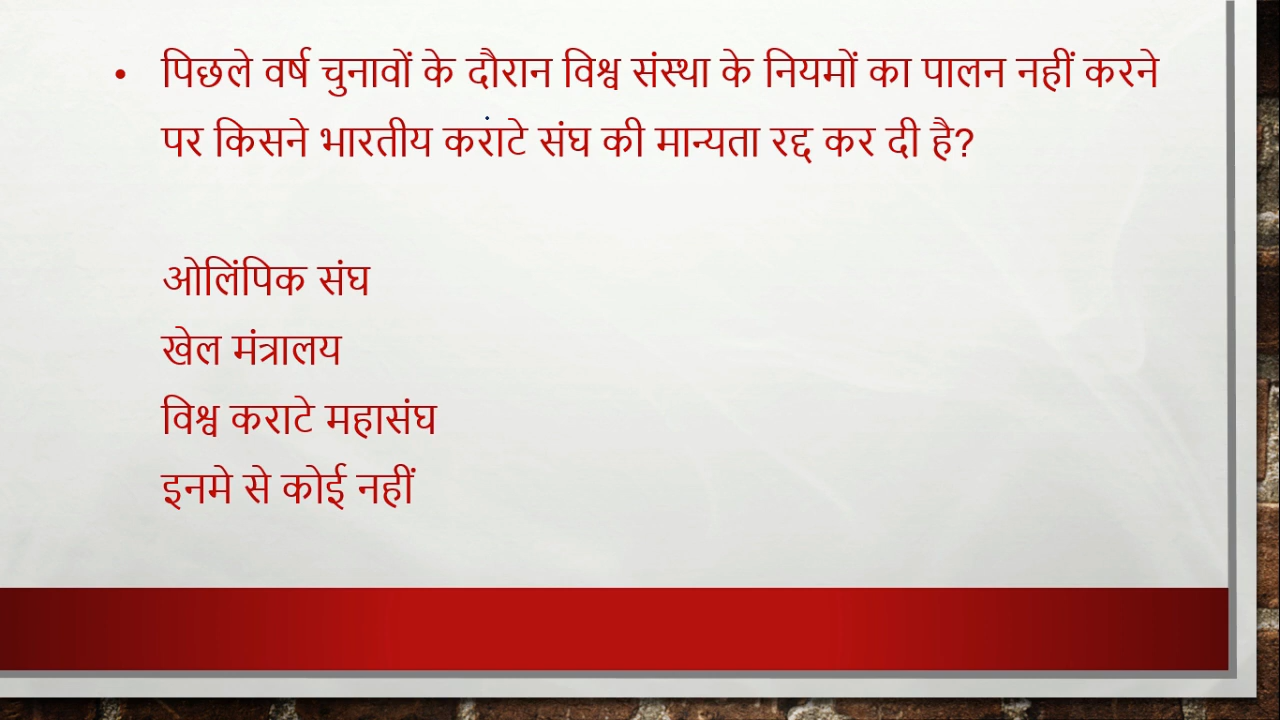 • पिछले वर्ष चुनावों के दौरान विश्व संस्था के नियमों का पालन नहीं करने
पर किसने भारतीय कराटे संघ की मान्यता रद्द कर दी है?
ओलिंपिक संघ
खेल मंत्रालय
विश्व कराटे महासंघ
इनमे से कोई नहीं